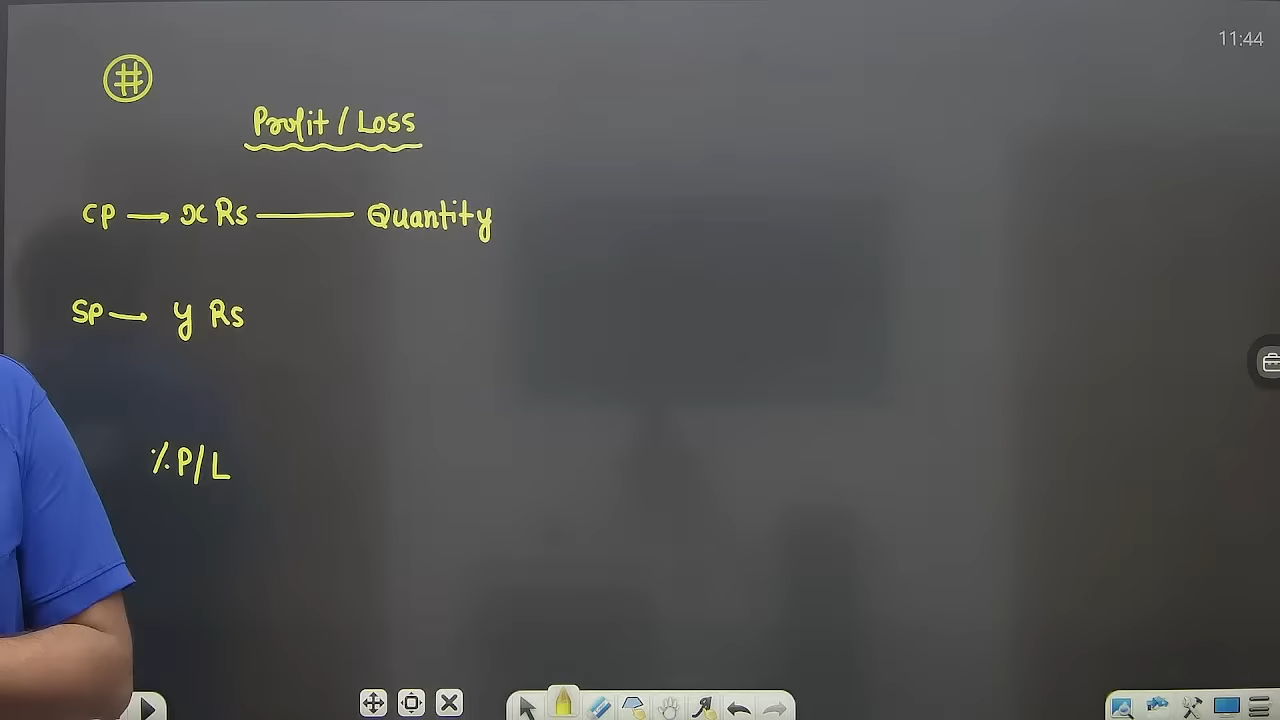 11:44
#
Profit / Loss
CP → x Rs —— Quantity
SP → y Rs
% P/L